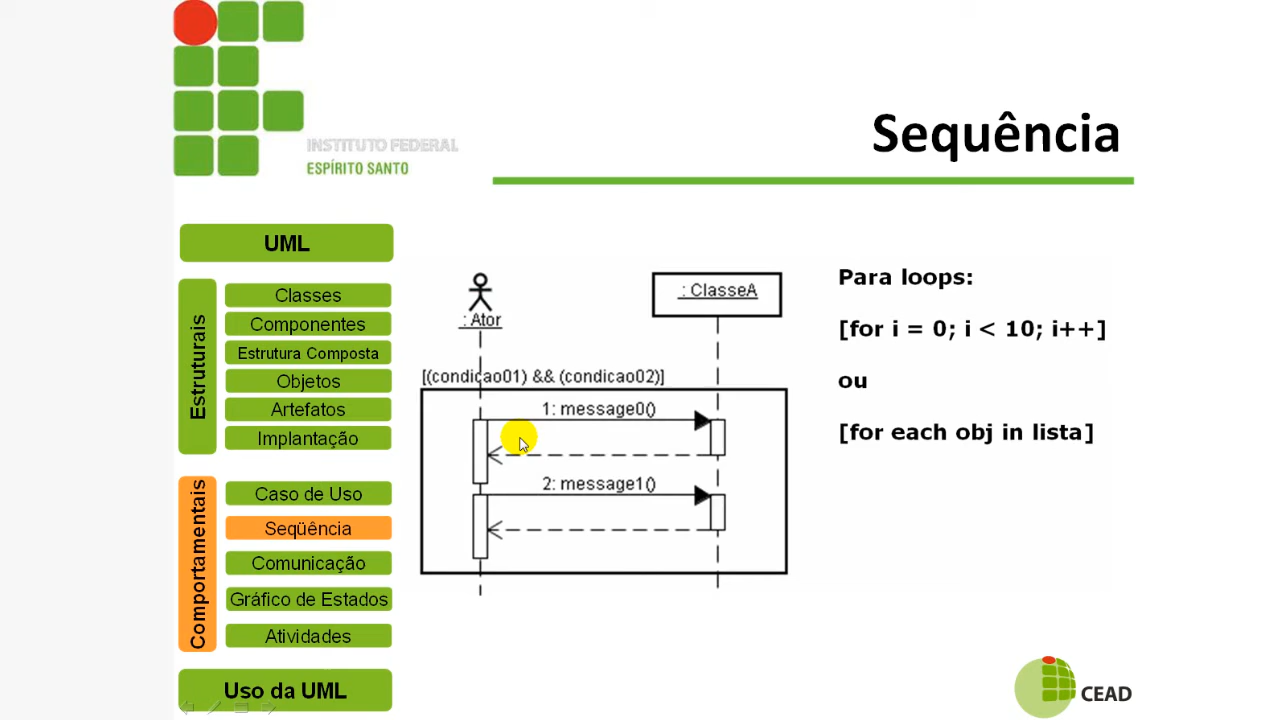 INSTITUTO FEDERAL
ESPÍRITO SANTO
Sequência
UML
Estruturais
Classes
Componentes
Estrutura Composta
Objetos
Artefatos
Implantação
Comportamentais
Caso de Uso
Seqüência
Comunicação
Gráfico de Estados
Atividades
Uso da UML
: Ator
: ClasseA
[(condicao01) && (condicao02)]
1: message0()
2: message1()
Para loops:
[for i = 0; i < 10; i++]
ou
[for each obj in lista]
CEAD